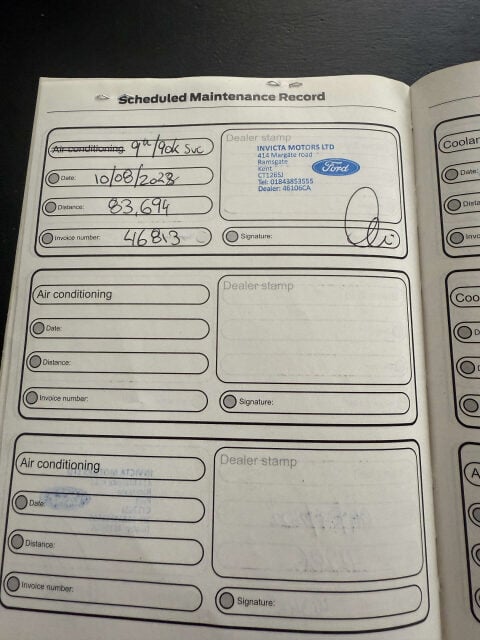 Scheduled Maintenance Record
Air conditioning 9th/90k Svc
Date: 10/08/2023
Distance: 83,694
Invoice number: 46813
Dealer stamp
INVICTA MOTORS LTD
414 Margate road
Ramsgate
Kent
CT126SJ
Tel: 01843853555
Dealer: 46106CA
Ford
Signature:
Air conditioning
Date:
Distance:
Invoice number:
Dealer stamp
Signature:
Air conditioning
Date:
Distance:
Invoice number:
Dealer stamp
Signature:
Coolan
Date:
Dista
Invoic
Coo